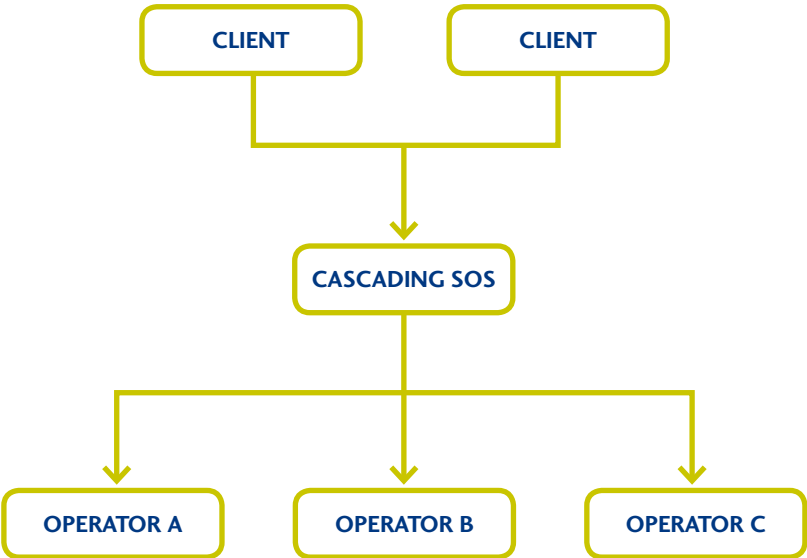 CLIENT
CLIENT
CASCADING SOS
OPERATOR A
OPERATOR B
OPERATOR C